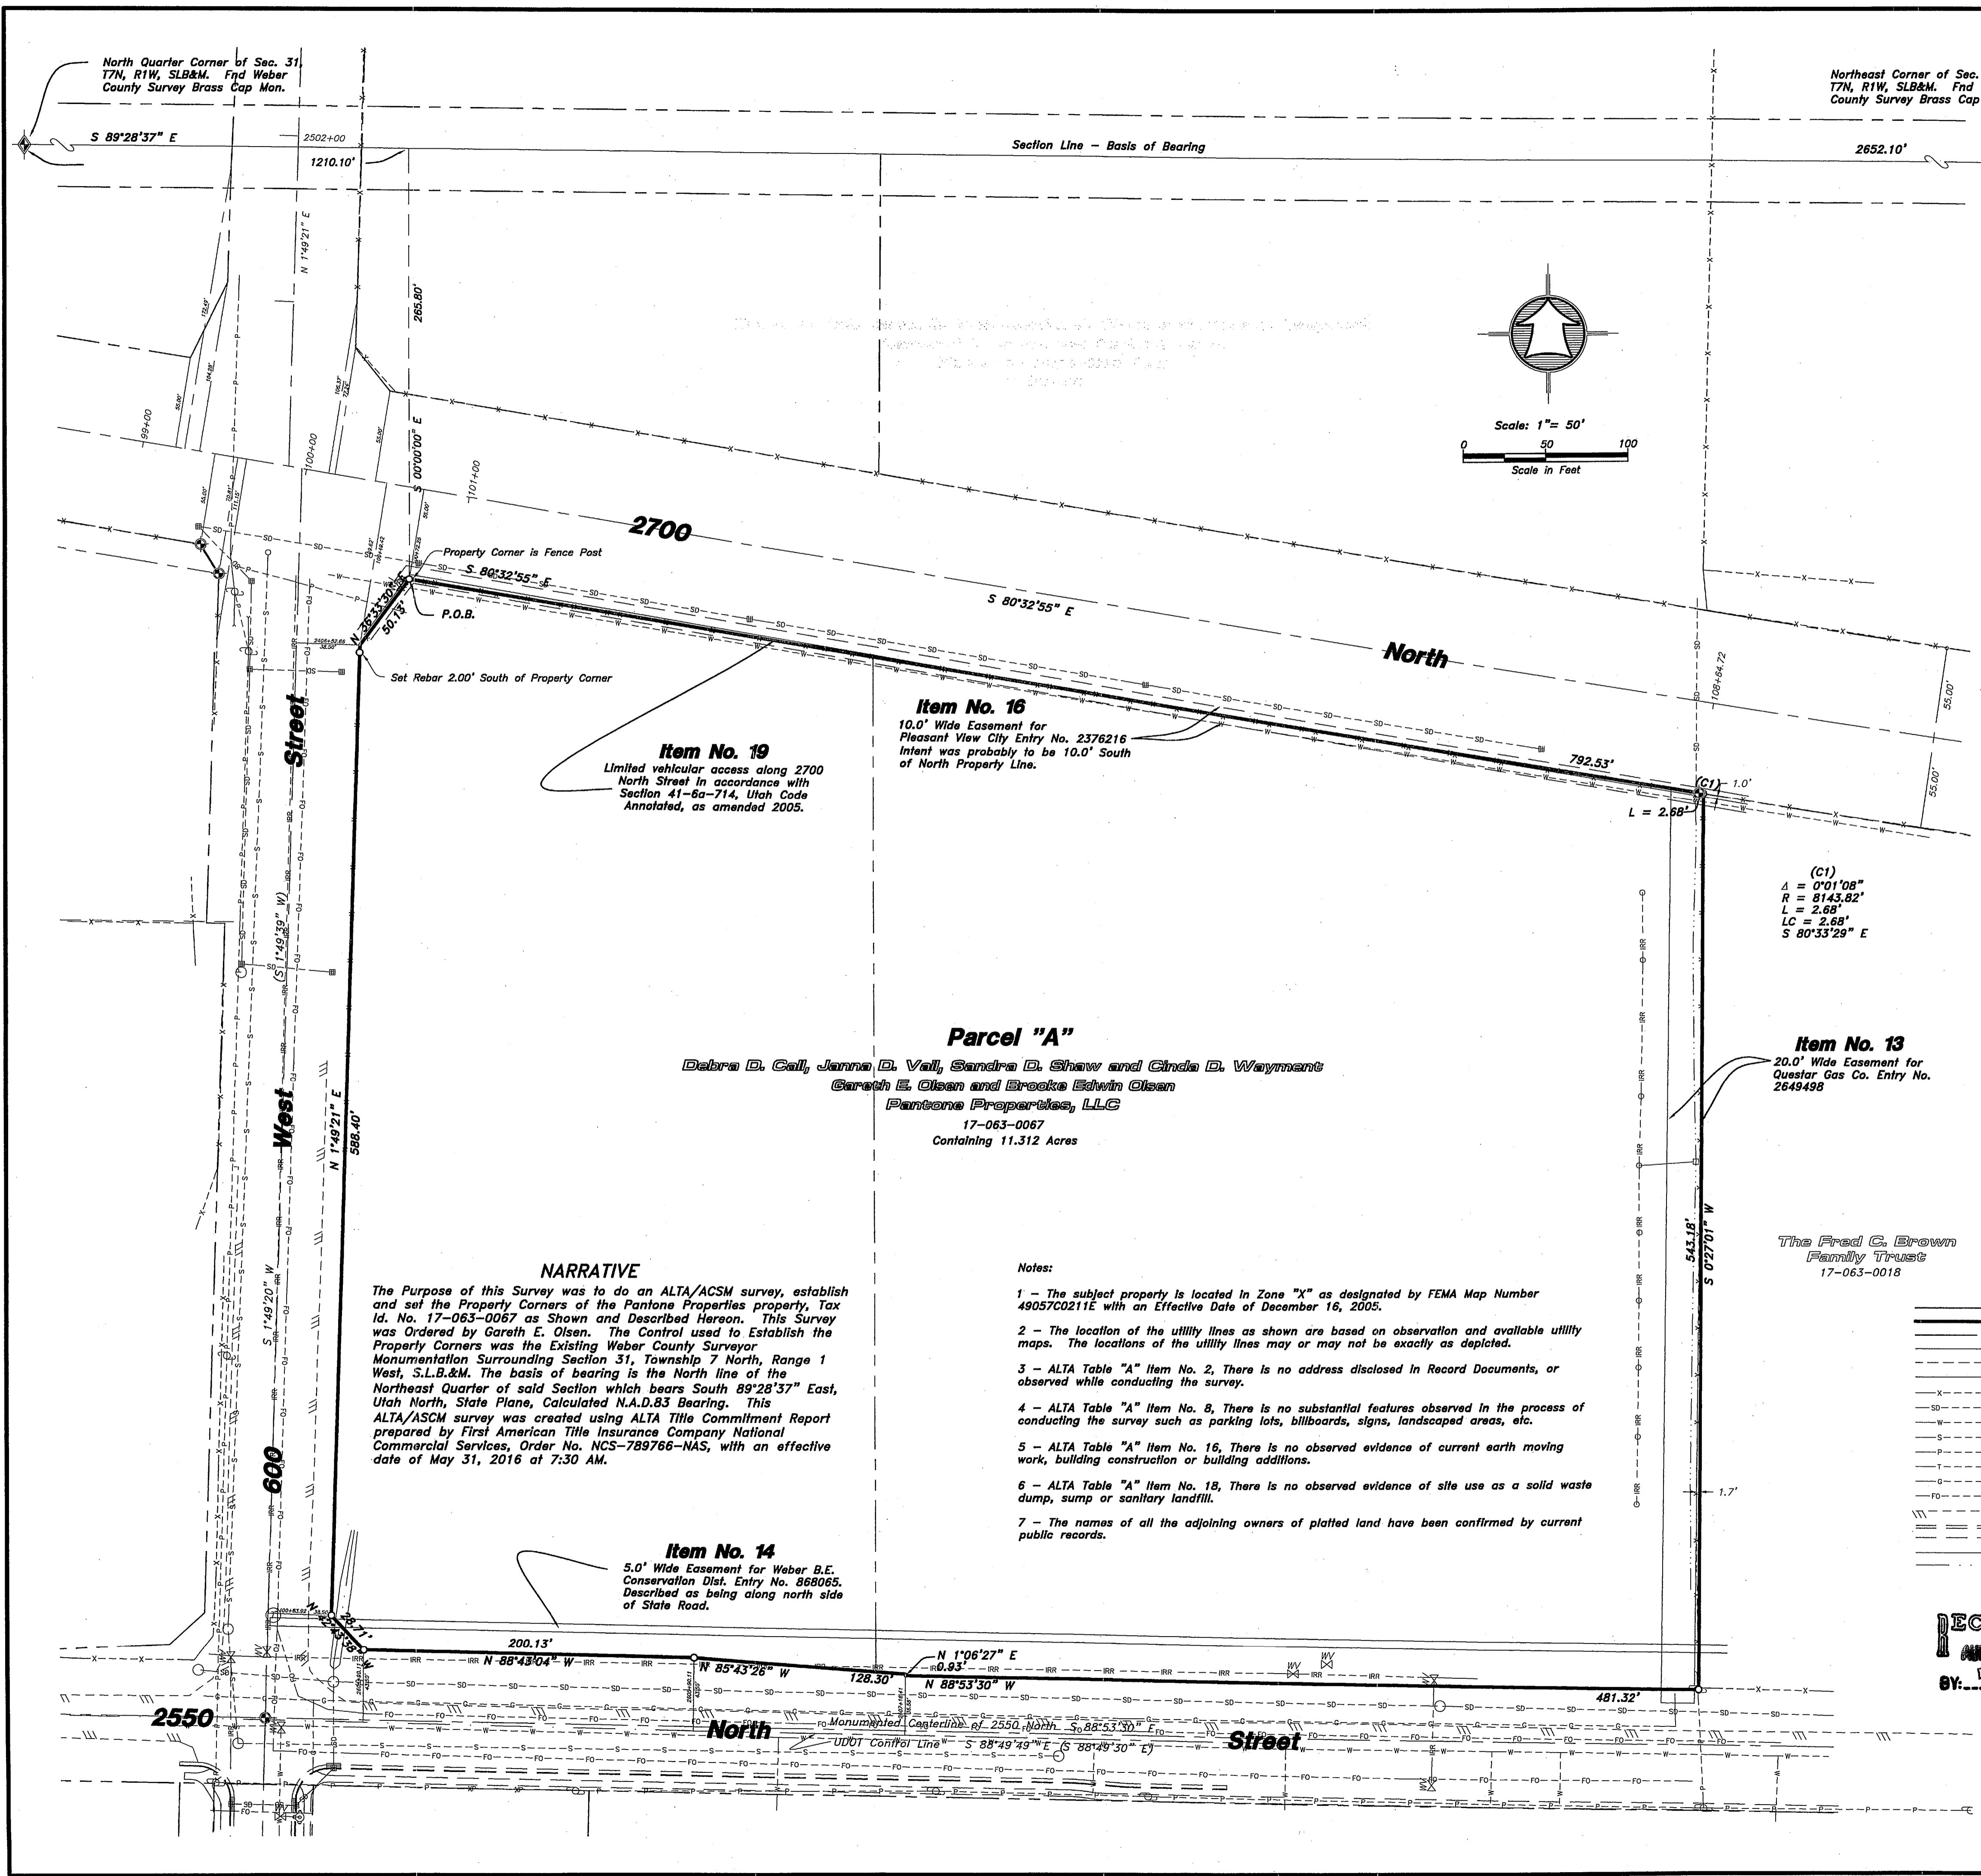 North Quarter Corner of Sec. 31,
T7N, R1W, SLB&M. Fnd Weber
County Survey Brass Cap Mon.
Northeast Corner of Sec.
T7N, R1W, SLB&M. Fnd
County Survey Brass Cap
S 89°28'37" E
2502+00
1210.10'
Section Line - Basis of Bearing
2652.10'
N 1°49'21" E
265.80'
S 00°00'00" E
99+00
100+00
101+00
Scale: 1"= 50'
0 50 100
Scale in Feet
2700
North
Property Corner is Fence Post
S 80°32'55" E
S 80°32'55" E
P.O.B.
N 36°33'30" E
50.13'
Set Rebar 2.00' South of Property Corner
108+64.72
55.00'
55.00'
Item No. 16
10.0' Wide Easement for
Pleasant View City Entry No. 2376216
Intent was probably to be 10.0' South
of North Property Line.
Item No. 19
Limited vehicular access along 2700
North Street in accordance with
Section 41-6a-714, Utah Code
Annotated, as amended 2005.
792.53'
(C1)
1.0'
L = 2.68'
(C1)
Δ = 0°01'08"
R = 8143.82'
L = 2.68'
LC = 2.68'
S 80°33'29" E
Street
West
600
(S 1°49'39" W)
S 1°49'20" W
N 1°49'21" E
588.40'
Parcel "A"
Debra D. Call, Janna D. Vail, Sandra D. Shaw and Cinda D. Wayment
Gareth E. Olsen and Brooke Edwin Olsen
Pantone Properties, LLC
17-063-0067
Containing 11.312 Acres
Item No. 13
20.0' Wide Easement for
Questar Gas Co. Entry No.
2649498
543.18'
S 0°27'01" W
The Fred C. Brown
Family Trust
17-063-0018
NARRATIVE
The Purpose of this Survey was to do an ALTA/ACSM survey, establish
and set the Property Corners of the Pantone Properties property, Tax
Id. No. 17-063-0067 as Shown and Described Hereon. This Survey
was Ordered by Gareth E. Olsen. The Control used to Establish the
Property Corners was the Existing Weber County Surveyor
Monumentation Surrounding Section 31, Township 7 North, Range 1
West, S.L.B.&M. The basis of bearing is the North line of the
Northeast Quarter of said Section which bears South 89°28'37" East,
Utah North, State Plane, Calculated N.A.D.83 Bearing. This
ALTA/ASCM survey was created using ALTA Title Commitment Report
prepared by First American Title Insurance Company National
Commercial Services, Order No. NCS-789766-NAS, with an effective
date of May 31, 2016 at 7:30 AM.
Notes:
1 - The subject property is located in Zone "X" as designated by FEMA Map Number
49057C0211E with an Effective Date of December 16, 2005.
2 - The location of the utility lines as shown are based on observation and available utility
maps. The locations of the utility lines may or may not be exactly as depicted.
3 - ALTA Table "A" Item No. 2, There is no address disclosed in Record Documents, or
observed while conducting the survey.
4 - ALTA Table "A" Item No. 8, There is no substantial features observed in the process of
conducting the survey such as parking lots, billboards, signs, landscaped areas, etc.
5 - ALTA Table "A" Item No. 16, There is no observed evidence of current earth moving
work, building construction or building additions.
6 - ALTA Table "A" Item No. 18, There is no observed evidence of site use as a solid waste
dump, sump or sanitary landfill.
7 - The names of all the adjoining owners of platted land have been confirmed by current
public records.
1.7'
Item No. 14
5.0' Wide Easement for Weber B.E.
Conservation Dist. Entry No. 868065.
Described as being along north side
of State Road.
28.71'
200.13'
N 88°43'04" W
N 85°43'26" W
128.30'
N 1°06'27" E
0.93'
N 88°53'30" W
481.32'
2550
North
Street
Monumented Centerline of 2550 North S 88°53'30" E
UDOT Control Line S 88°49'49" E (S 88°49'30" E)
BY: